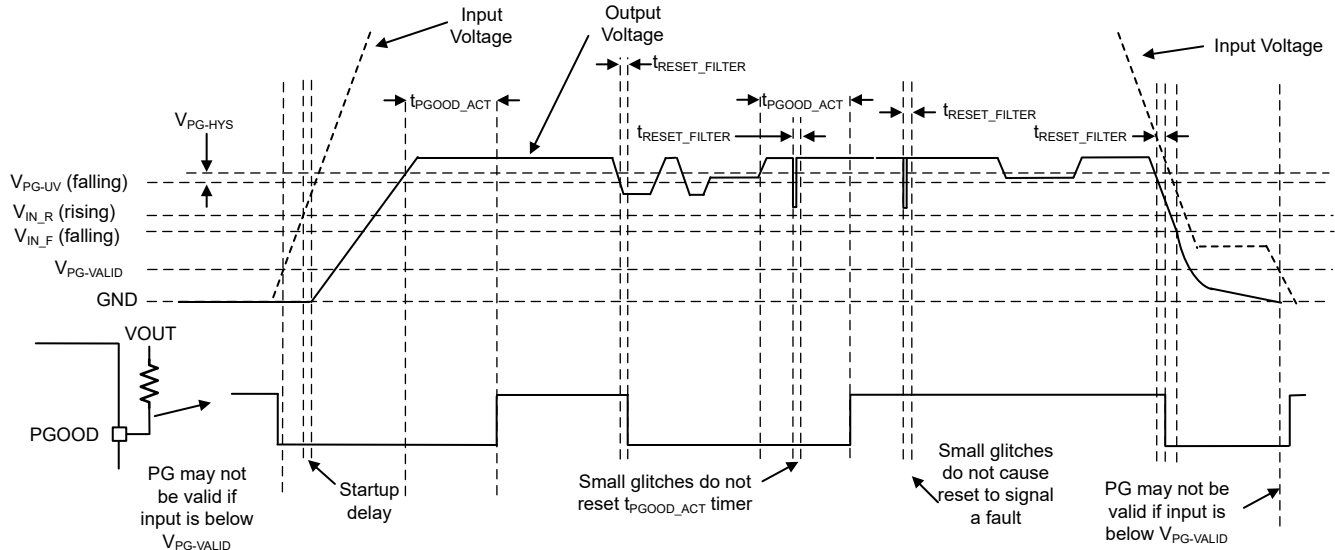 Input
Voltage
Output
Voltage
Input Voltage
tRESET_FILTER
tPGOOD_ACT
tPGOOD_ACT
tRESET_FILTER
tRESET_FILTER
tRESET_FILTER
VPG-HYS
VPG-UV (falling)
VIN_R (rising)
VIN_F (falling)
VPG-VALID
GND
VOUT
PGOOD
PG may not
be valid if
input is below
VPG-VALID
Startup
delay
Small glitches do not
reset tPGOOD_ACT timer
Small glitches
do not cause
reset to signal
a fault
PG may not be
valid if input is
below VPG-VALID